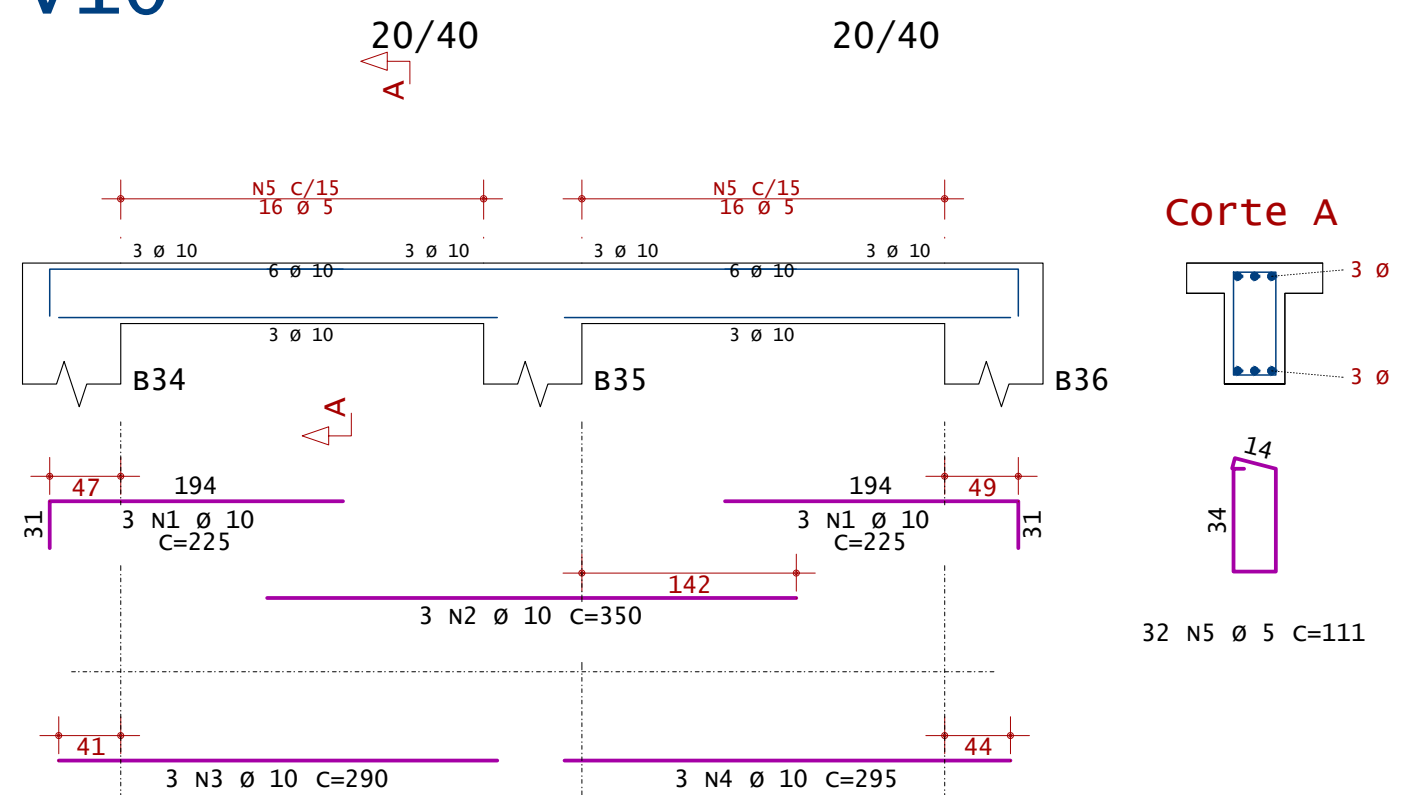 V10
20/40 20/40
A
N5 C/15 N5 C/15
16 Ø 5 16 Ø 5
Corte A
3 Ø 10 3 Ø 10 3 Ø 10 3 Ø 10
6 Ø 10 6 Ø 10
3 Ø
3 Ø 10 3 Ø 10
3 Ø
B34 B35 B36
A
14
47 194 194 49
31 31 34
3 N1 Ø 10 3 N1 Ø 10
C=225 C=225
142
3 N2 Ø 10 C=350
32 N5 Ø 5 C=111
41 44
3 N3 Ø 10 C=290 3 N4 Ø 10 C=295